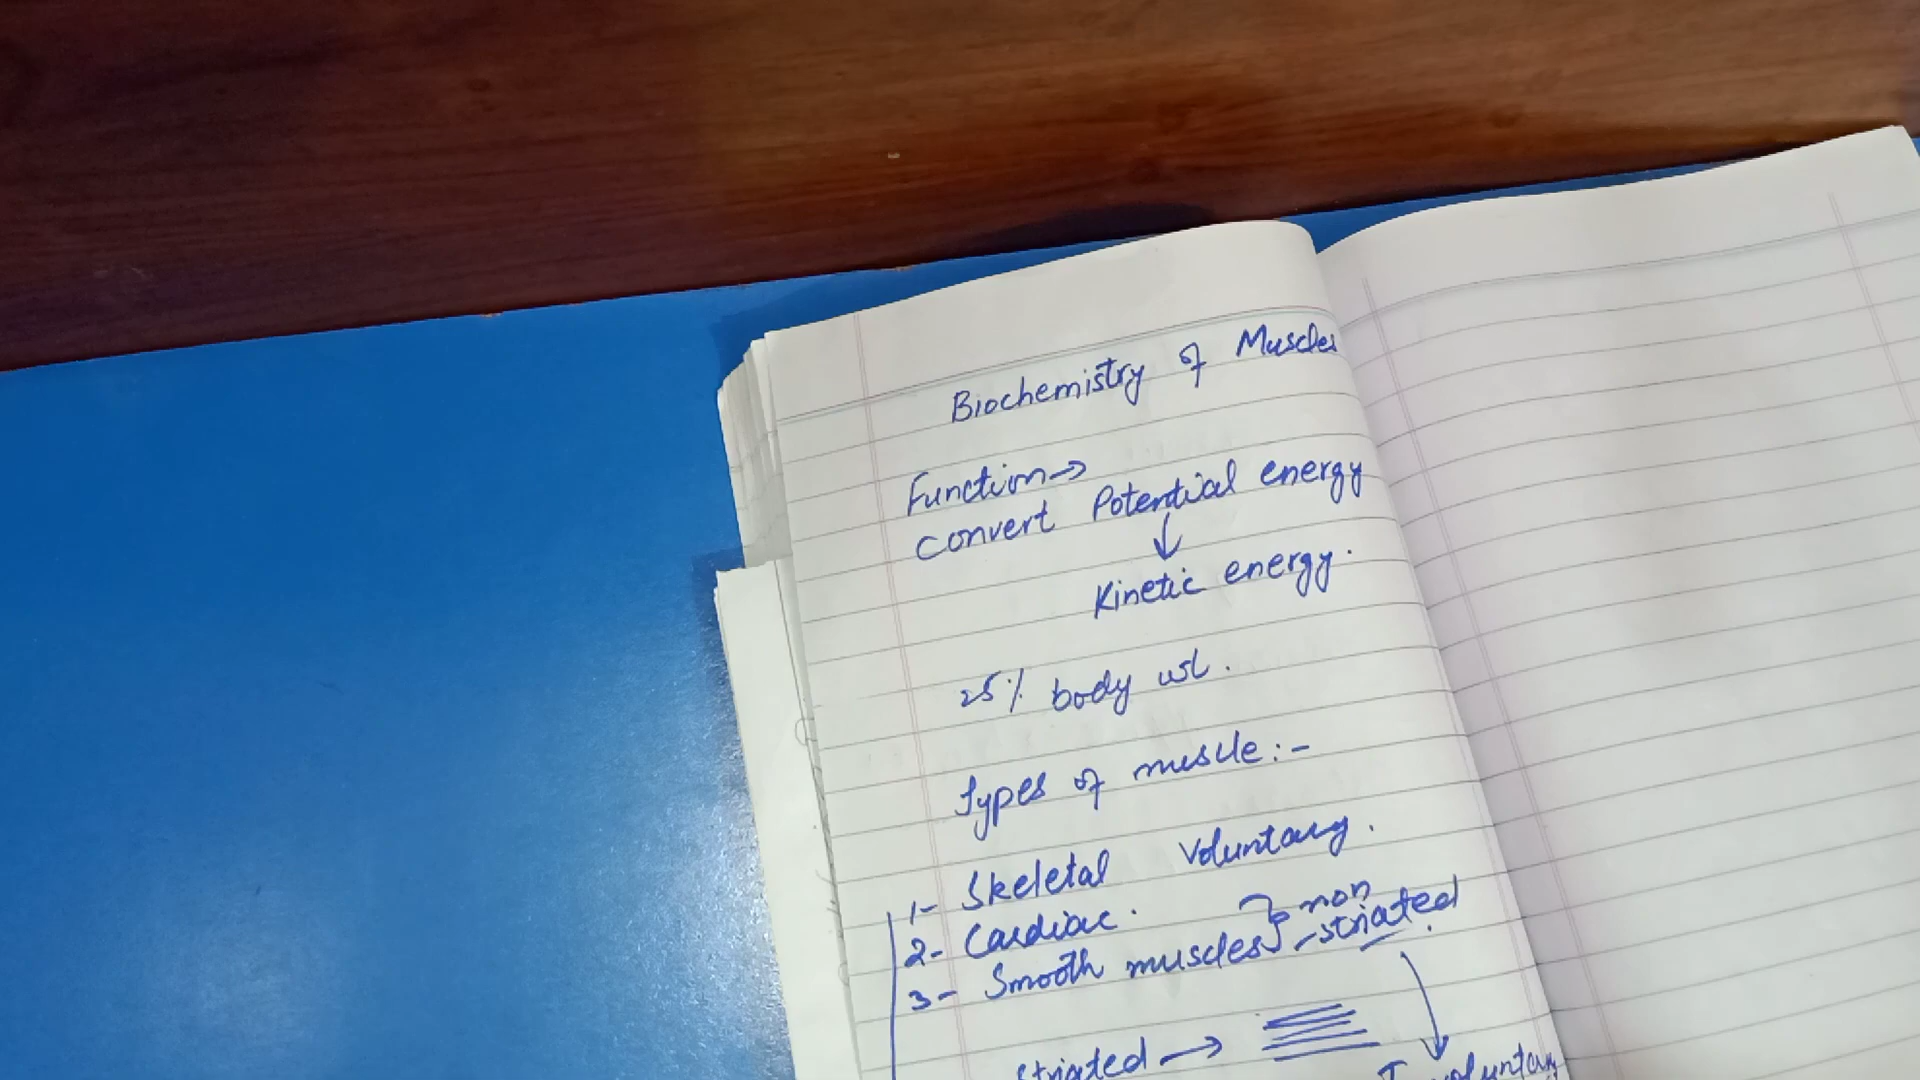 Biochemistry of Muscles
Function→
convert Potential energy
↓
Kinetic energy.
25% body wt.
Types of muscle:-
1- Skeletal Voluntary.
2- Cardiac.
3- Smooth muscles} non -striated.
striated →
Involuntary